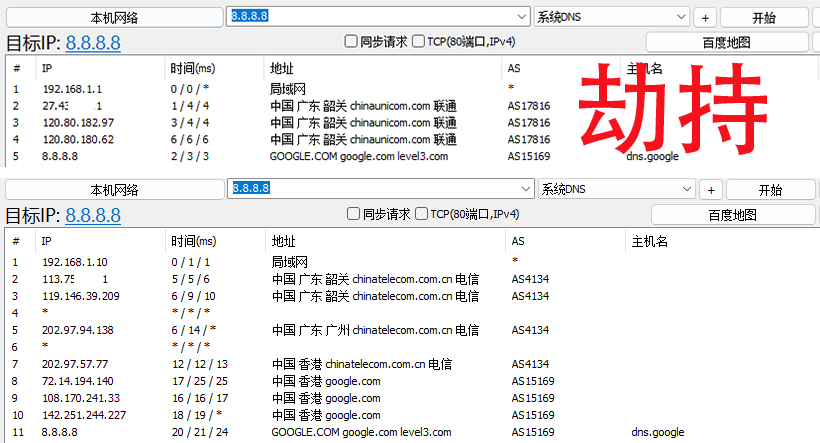 本机网络 8.8.8.8 系统DNS + 开始
目标IP: 8.8.8.8 同步请求 TCP(80端口,IPv4) 百度地图
# IP 时间(ms) 地址 AS 主机名
1 192.168.1.1 0 / 0 / * 局域网 *
2 27.43 .1 1 / 4 / 4 中国 广东 韶关 chinaunicom.com 联通 AS17816
3 120.80.182.97 3 / 4 / 4 中国 广东 韶关 chinaunicom.com 联通 AS17816
4 120.80.180.62 6 / 6 / 6 中国 广东 韶关 chinaunicom.com 联通 AS17816
5 8.8.8.8 2 / 3 / 3 GOOGLE.COM google.com level3.com AS15169 dns.google
劫持
本机网络 8.8.8.8 系统DNS + 开始
目标IP: 8.8.8.8 同步请求 TCP(80端口,IPv4) 百度地图
# IP 时间(ms) 地址 AS 主机名
1 192.168.1.10 0 / 1 / 1 局域网 *
2 113.75 1 5 / 5 / 6 中国 广东 韶关 chinatelecom.com.cn 电信 AS4134
3 119.146.39.209 6 / 9 / 10 中国 广东 韶关 chinatelecom.com.cn 电信 AS4134
4 * * / * / *
5 202.97.94.138 6 / 14 / * 中国 广东 广州 chinatelecom.com.cn 电信 AS4134
6 * * / * / *
7 202.97.57.77 12 / 12 / 13 中国 香港 chinatelecom.com.cn 电信 AS4134
8 72.14.194.140 17 / 25 / 25 中国 香港 google.com AS15169
9 108.170.241.33 16 / 16 / 17 中国 香港 google.com AS15169
10 142.251.244.227 18 / 19 / * 中国 香港 google.com AS15169
11 8.8.8.8 20 / 21 / 24 GOOGLE.COM google.com level3.com AS15169 dns.google